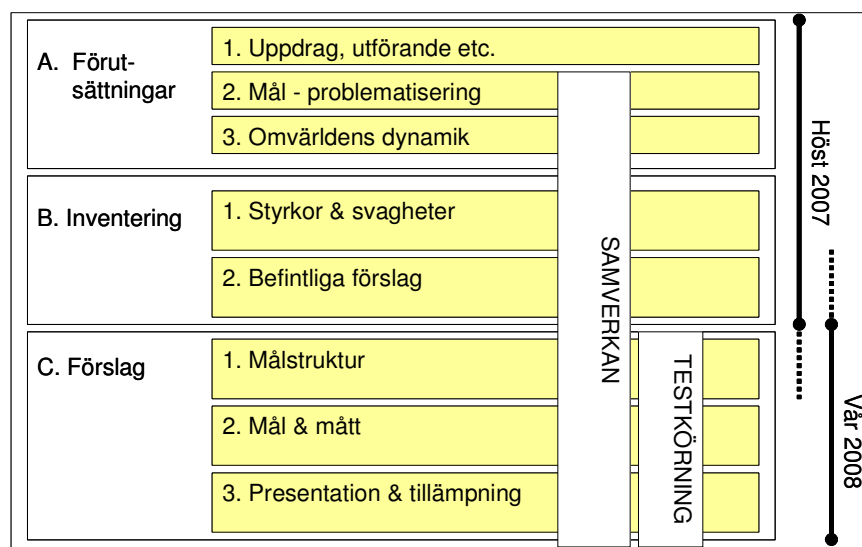 A. Förut-
sättningar
1. Uppdrag, utförande etc.
2. Mål - problematisering
3. Omvärldens dynamik
B. Inventering
1. Styrkor & svagheter
2. Befintliga förslag
C. Förslag
1. Målstruktur
2. Mål & mått
3. Presentation & tillämpning
SAMVERKAN
TESTKÖRNING
Höst 2007
Vår 2008